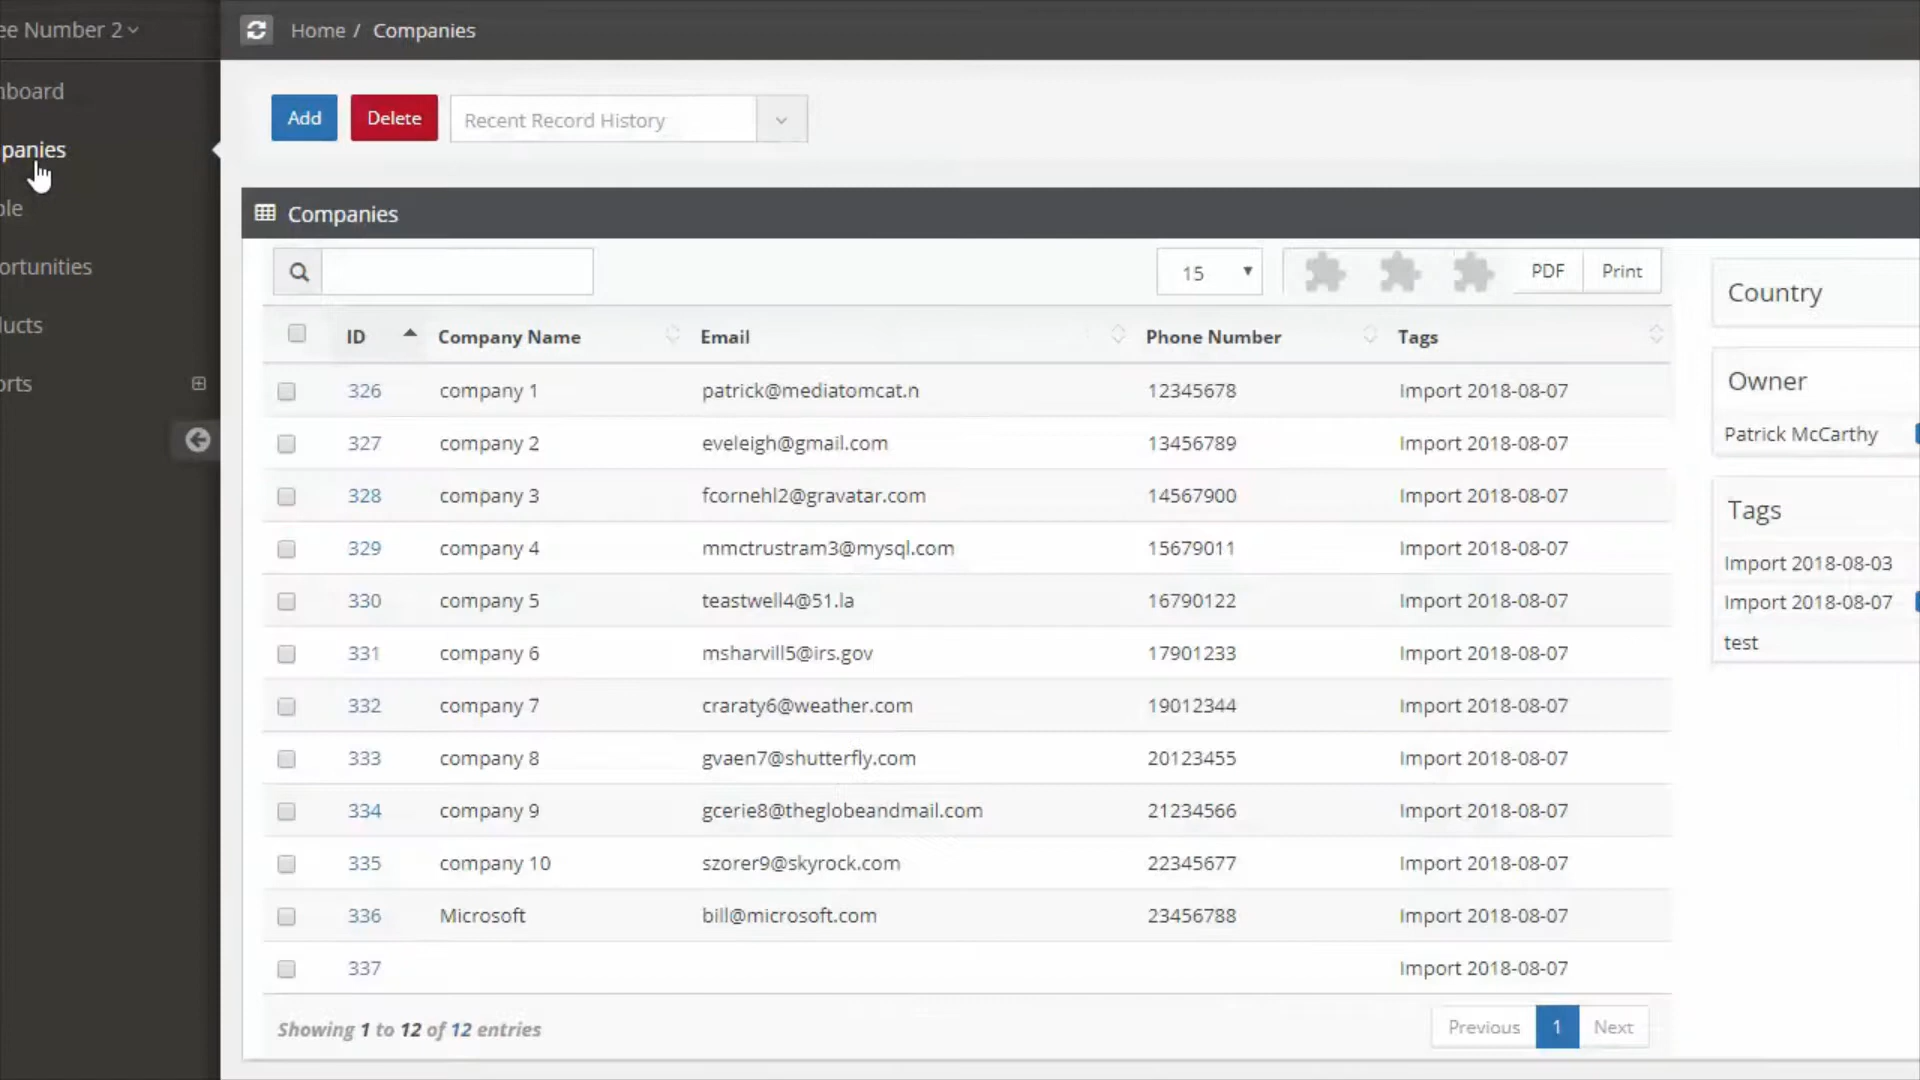 ee Number 2
Home / Companies
nboard
panies
ple
ortunities
lucts
orts
Add Delete Recent Record History
Companies
15 PDF Print
ID Company Name Email Phone Number Tags
326 company 1 patrick@mediatomcat.n 12345678 Import 2018-08-07
327 company 2 eveleigh@gmail.com 13456789 Import 2018-08-07
328 company 3 fcornehl2@gravatar.com 14567900 Import 2018-08-07
329 company 4 mmctrustram3@mysql.com 15679011 Import 2018-08-07
330 company 5 teastwell4@51.la 16790122 Import 2018-08-07
331 company 6 msharvill5@irs.gov 17901233 Import 2018-08-07
332 company 7 craraty6@weather.com 19012344 Import 2018-08-07
333 company 8 gvaen7@shutterfly.com 20123455 Import 2018-08-07
334 company 9 gcerie8@theglobeandmail.com 21234566 Import 2018-08-07
335 company 10 szorer9@skyrock.com 22345677 Import 2018-08-07
336 Microsoft bill@microsoft.com 23456788 Import 2018-08-07
337 Import 2018-08-07
Showing 1 to 12 of 12 entries
Previous 1 Next
Country
Owner
Patrick McCarthy
Tags
Import 2018-08-03
Import 2018-08-07
test